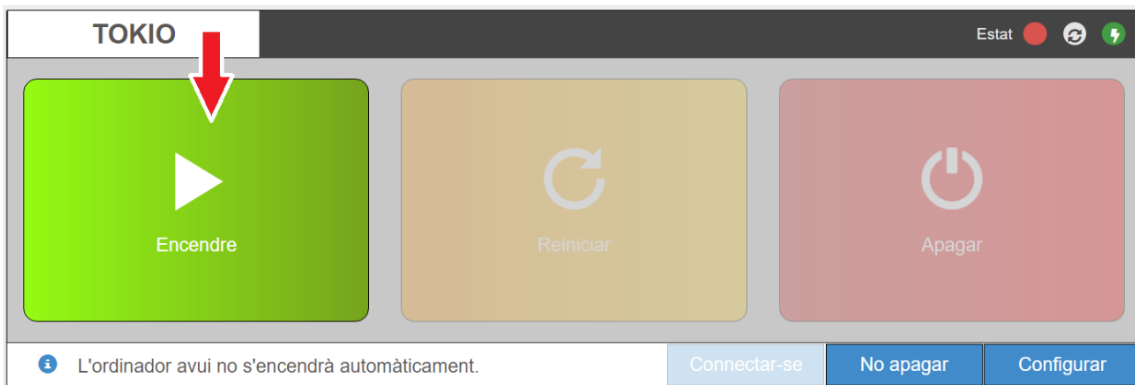 TOKIO
Estat
Encendre
Reiniciar
Apagar
L'ordinador avui no s'encendrà automàticament.
Connectar-se
No apagar
Configurar